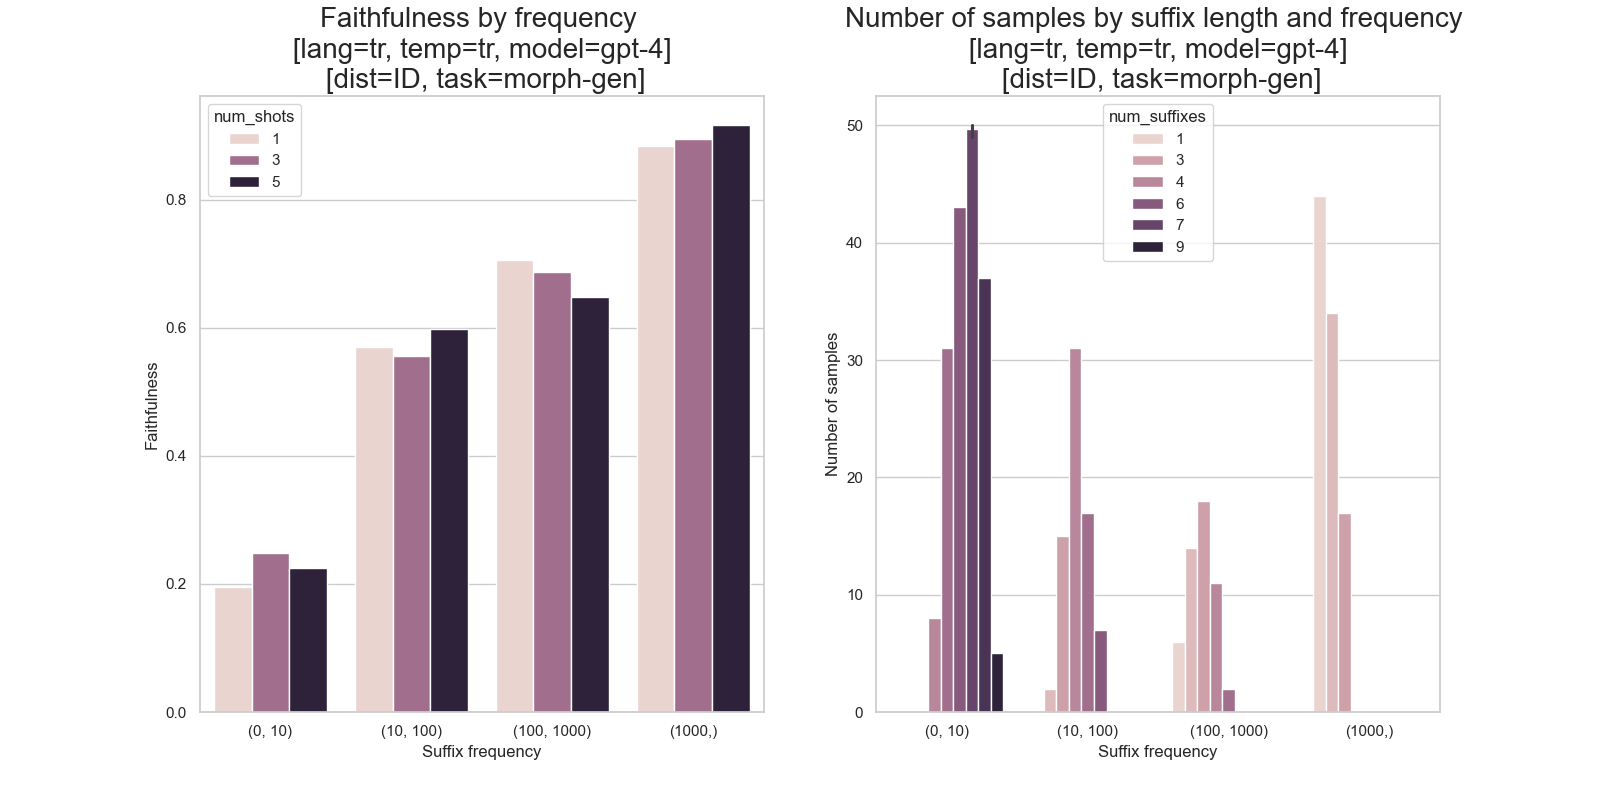 Faithfulness by frequency
[lang=tr, temp=tr, model=gpt-4]
[dist=ID, task=morph-gen]
num_shots
1
3
5
0.8
0.6
0.4
0.2
0.0
Faithfulness
(0, 10)
(10, 100)
(100, 1000)
(1000,)
Suffix frequency
Number of samples by suffix length and frequency
[lang=tr, temp=tr, model=gpt-4]
[dist=ID, task=morph-gen]
num_suffixes
1
3
4
6
7
9
50
40
30
20
10
0
Number of samples
(0, 10)
(10, 100)
(100, 1000)
(1000,)
Suffix frequency